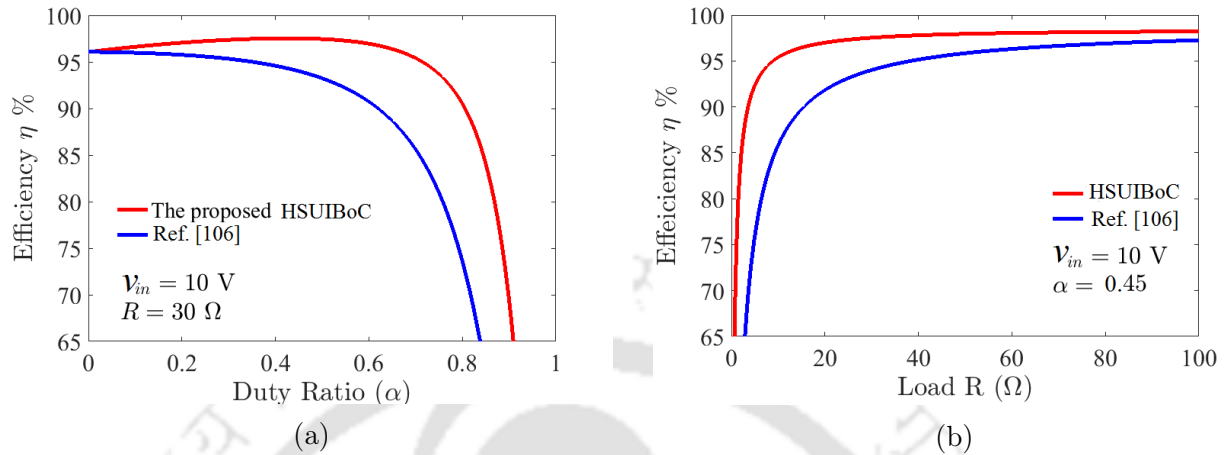 100
95
90
85
80
75
70
65
Efficiency η %
The proposed HSUIBoC
Ref. [106]
𝒱in = 10 V
R = 30 Ω
0 0.2 0.4 0.6 0.8 1
Duty Ratio (α)
(a)
100
95
90
85
80
75
70
65
Effeiciency η %
HSUIBoC
Ref. [106]
𝒱in = 10 V
α = 0.45
0 20 40 60 80 100
Load R (Ω)
(b)